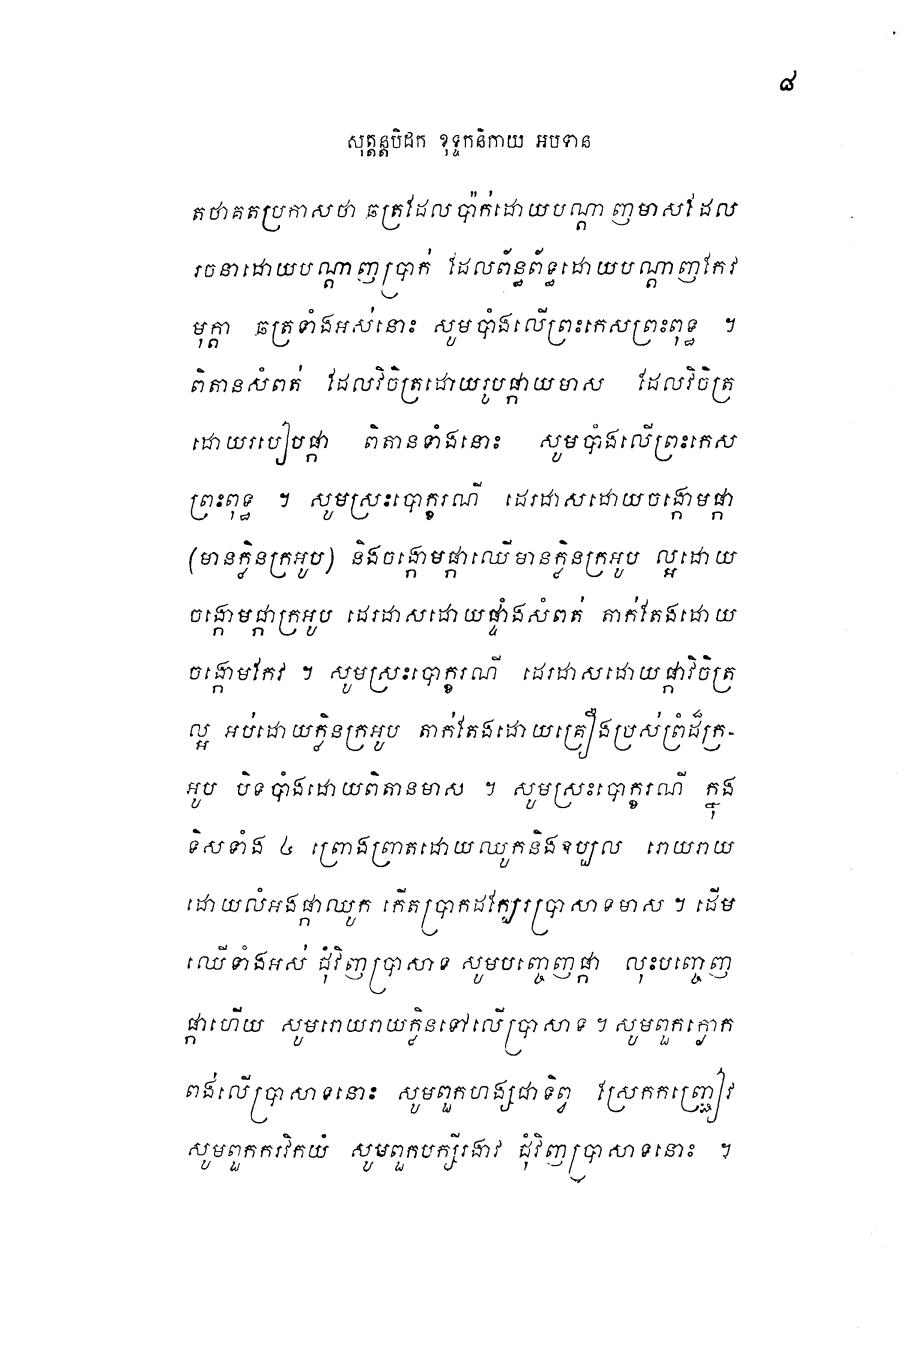 ៨
សុត្តន្តបិដក ខុទ្ទកនិកាយ អបទាន
តថាគតប្រកាសថា ឆត្រដែលប៉ាក់ដោយបណ្តាញមាសដែល
រចនាដោយបណ្តាញប្រាក់ ដែលព័ន្ធព័ទ្ធដោយបណ្តាញកែវ
មុក្តា ឆត្រទាំងអស់នោះ សូមបាំងលើព្រះកេសព្រះពុទ្ធ ។
ពិតានសំពត់ ដែលវិចិត្រដោយរូបផ្កាយមាស ដែលវិចិត្រ
ដោយរបៀបផ្កា ពិតានទាំងនោះ សូមបាំងលើព្រះកេស
ព្រះពុទ្ធ ។ សូមស្រះបោក្ខរណី ដេរដាសដោយចង្កោមផ្កា
(មានក្លិនក្រអូប) និងចង្កោមផ្កាឈើមានក្លិនក្រអូប ល្អដោយ
ចង្កោមផ្កាក្រអូប ដេរដាសដោយផ្ទាំងសំពត់ តាក់តែងដោយ
ចង្កោមកែវ ។ សូមស្រះបោក្ខរណី ដេរដាសដោយផ្កាវិចិត្រ
ល្អ អប់ដោយក្លិនក្រអូប តាក់តែងដោយគ្រឿងប្រស់ព្រំដ៏ក្រ-
អូប បិទបាំងដោយពិតានមាស ។ សូមស្រះបោក្ខរណី ក្នុង
ទិសទាំង ៤ ព្រោងព្រាតដោយឈូកនិងឧប្បល រោយរាយ
ដោយលំអងផ្កាឈូក កើតប្រាកដក្បែរប្រាសាទមាស ។ ដើម
ឈើទាំងអស់ ជុំវិញប្រាសាទ សូមបញ្ចេញផ្កា លុះបញ្ចេញ
ផ្កាហើយ សូមរោយរាយក្លិនទៅលើប្រាសាទ ។ សូមពួកក្ងោក
ពង់លើប្រាសាទនោះ សូមពួកហង្សជាទិព្វ ស្រែកកញ្ជ្រៀវ
សូមពួកករវិកយំ សូមពួកបក្សីរងាវ ជុំវិញប្រាសាទនោះ ។